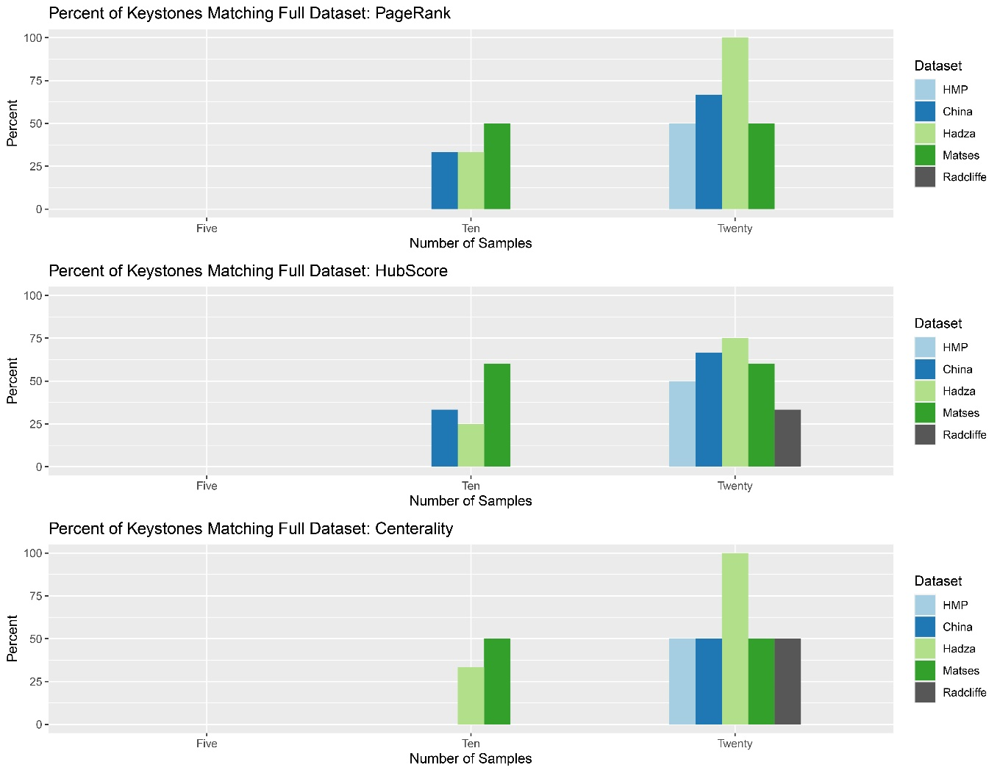 Percent of Keystones Matching Full Dataset: PageRank
100
75
50
25
0
Percent
Five
Ten
Twenty
Number of Samples
Dataset
HMP
China
Hadza
Matses
Radcliffe
Percent of Keystones Matching Full Dataset: HubScore
100
75
50
25
0
Percent
Five
Ten
Twenty
Number of Samples
Dataset
HMP
China
Hadza
Matses
Radcliffe
Percent of Keystones Matching Full Dataset: Centerality
100
75
50
25
0
Percent
Five
Ten
Twenty
Number of Samples
Dataset
HMP
China
Hadza
Matses
Radcliffe